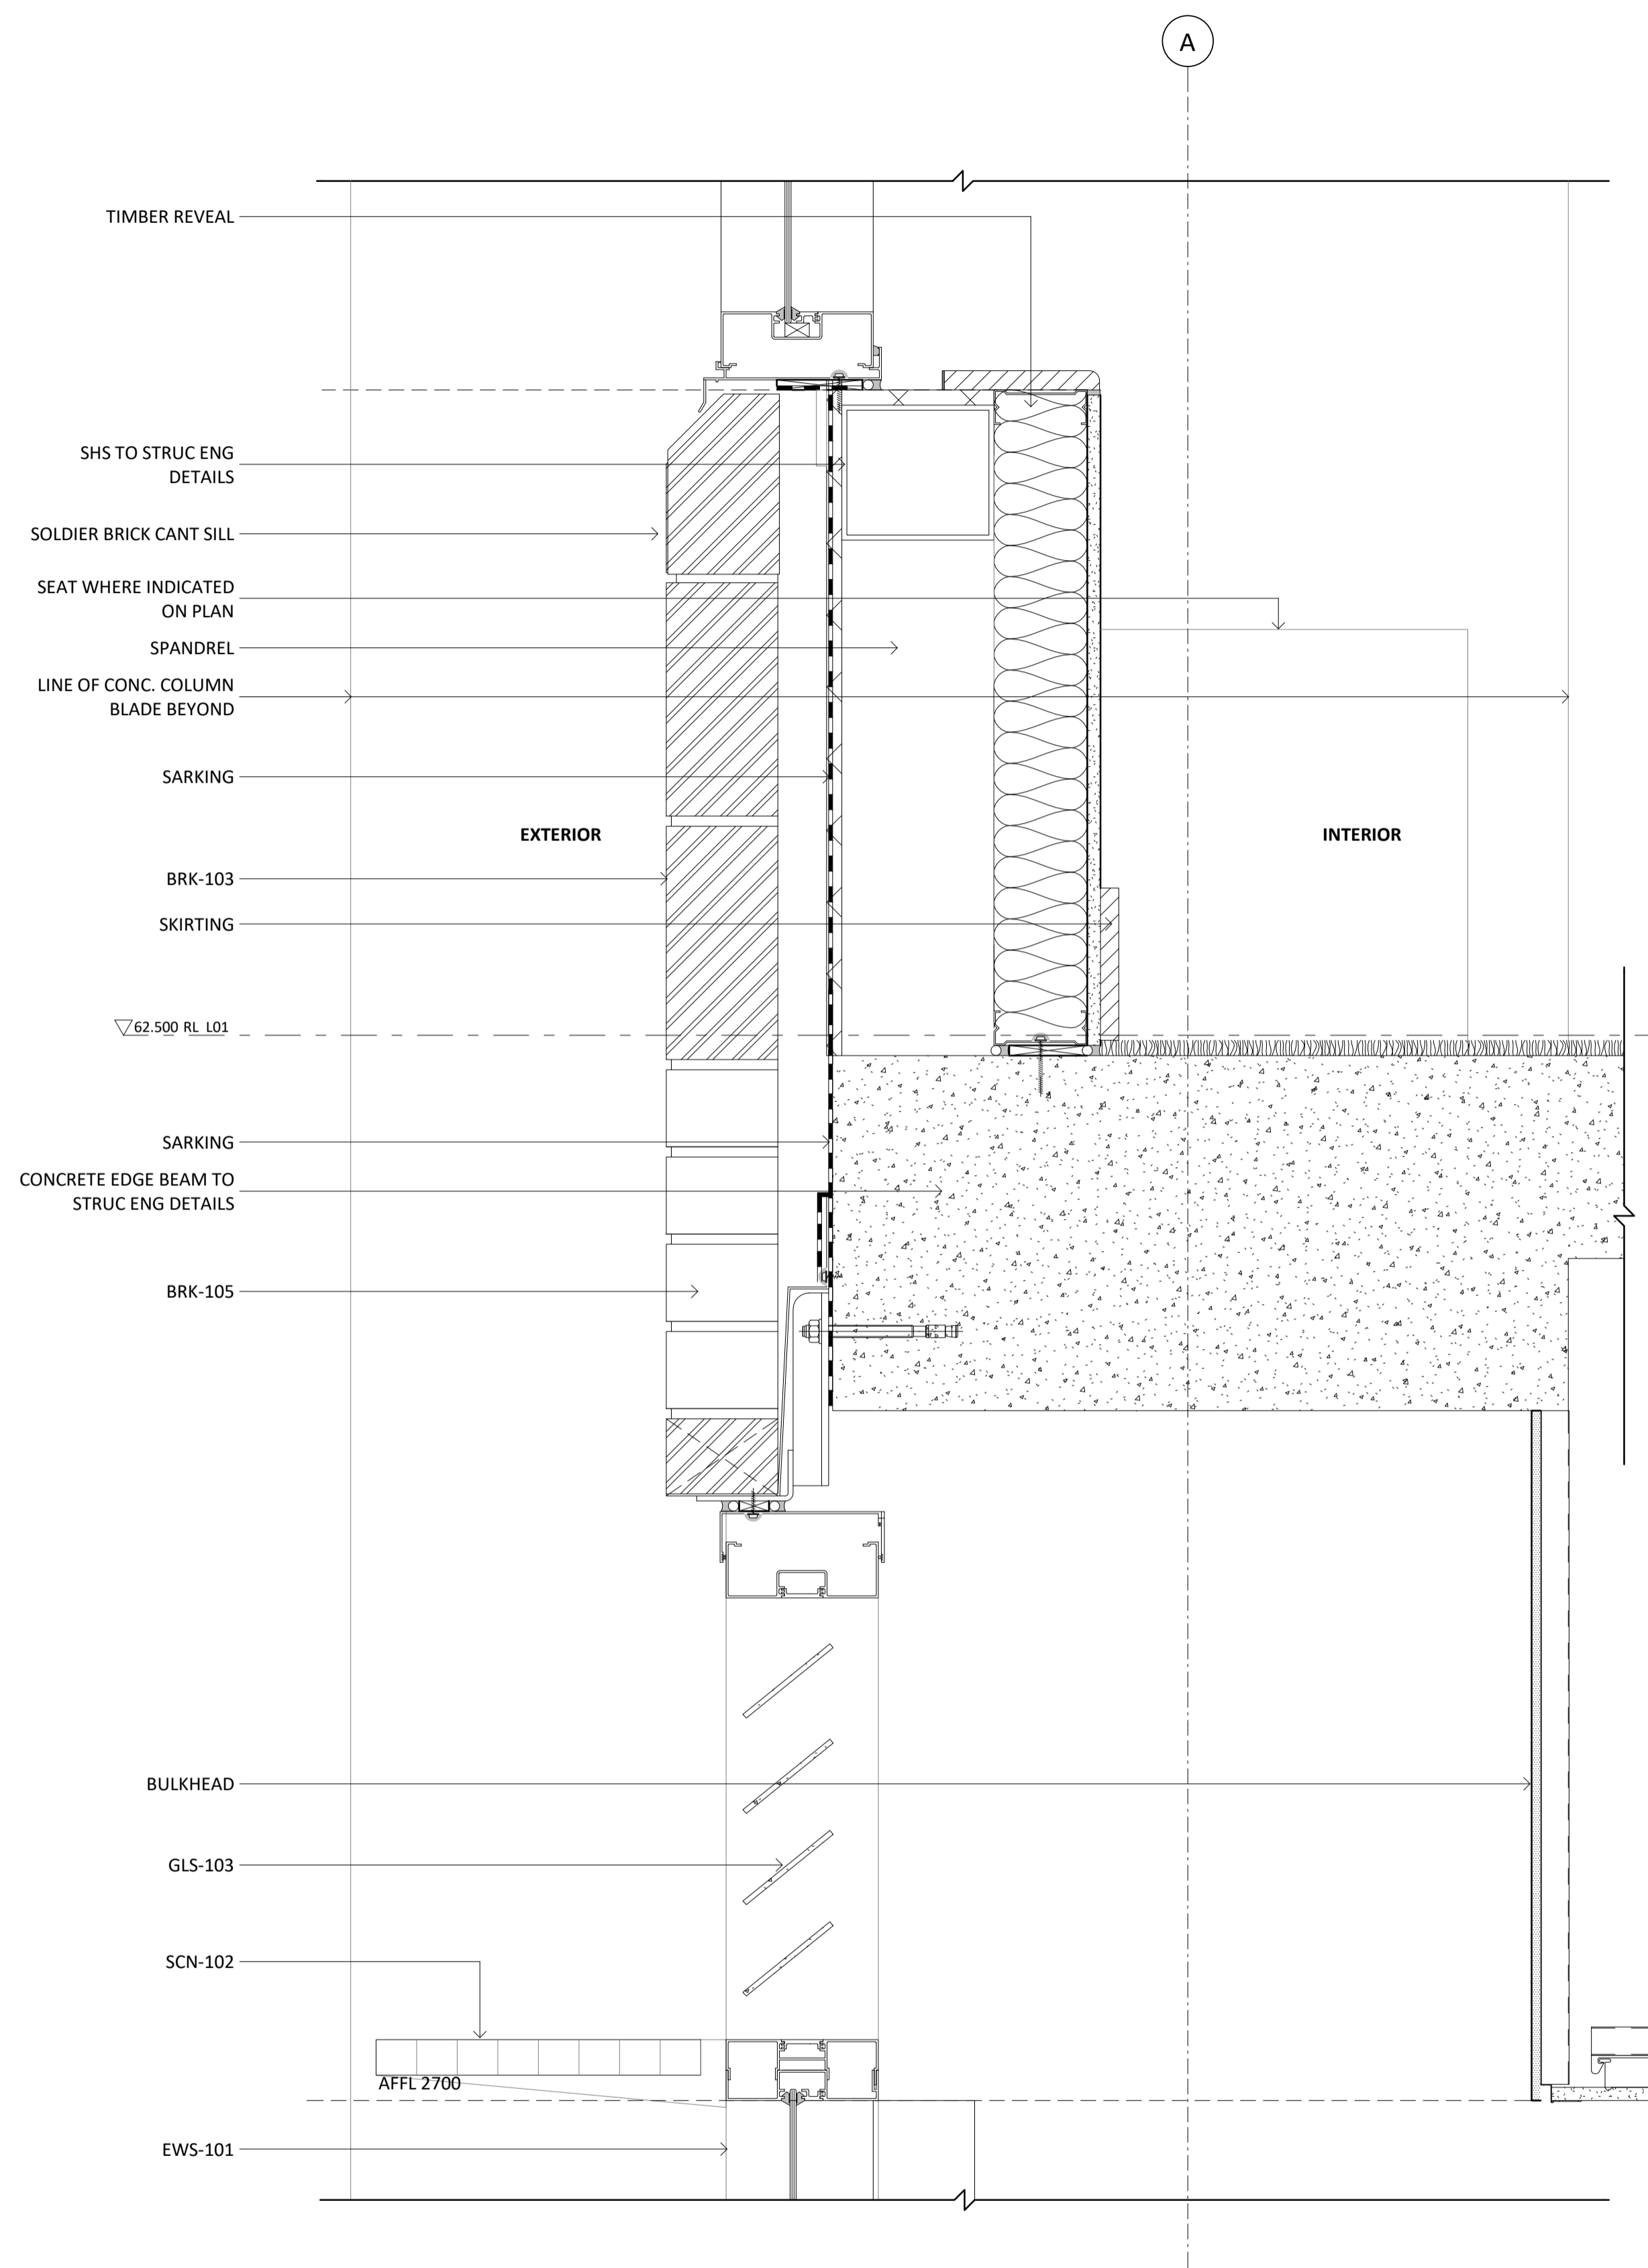 A
TIMBER REVEAL
SHS TO STRUC ENG
DETAILS
SOLDIER BRICK CANT SILL
SEAT WHERE INDICATED
ON PLAN
SPANDREL
LINE OF CONC. COLUMN
BLADE BEYOND
SARKING
EXTERIOR
INTERIOR
BRK-103
SKIRTING
62.500 RL L01
SARKING
CONCRETE EDGE BEAM TO
STRUC ENG DETAILS
BRK-105
BULKHEAD
GLS-103
SCN-102
AFFL 2700
EWS-101